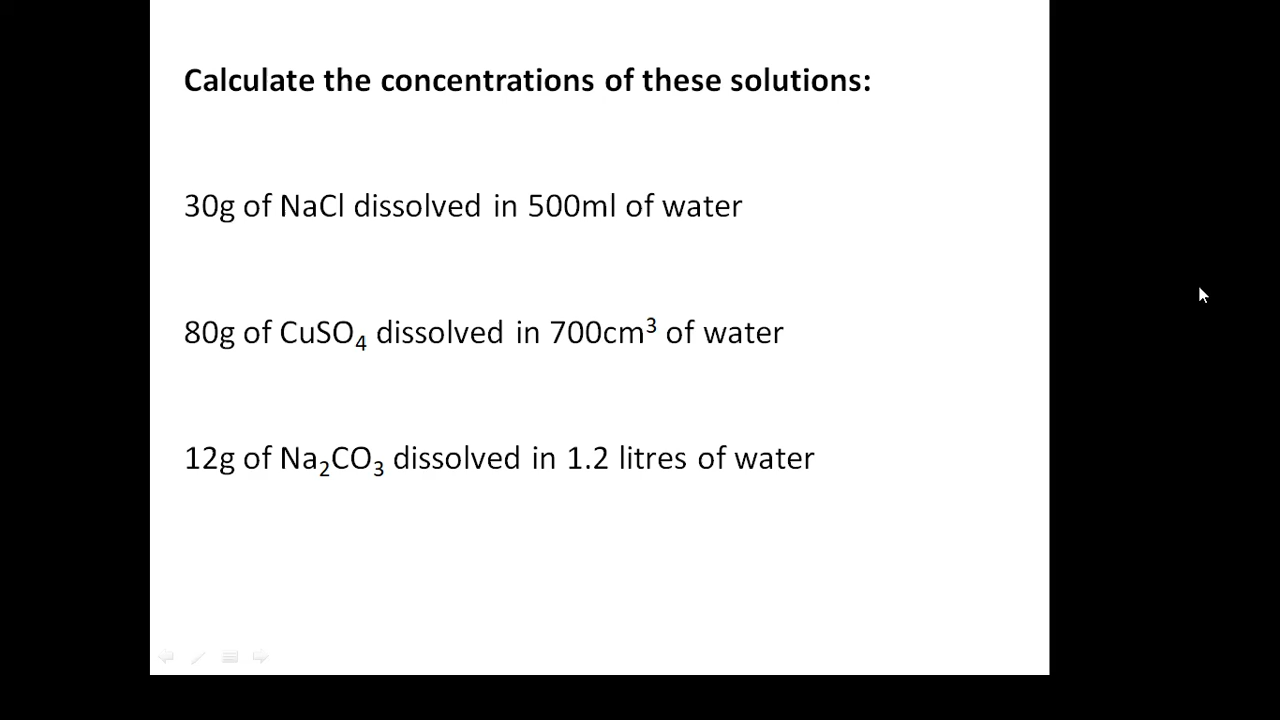 Calculate the concentrations of these solutions:
30g of NaCl dissolved in 500ml of water
80g of CuSO₄ dissolved in 700cm³ of water
12g of Na₂CO₃ dissolved in 1.2 litres of water